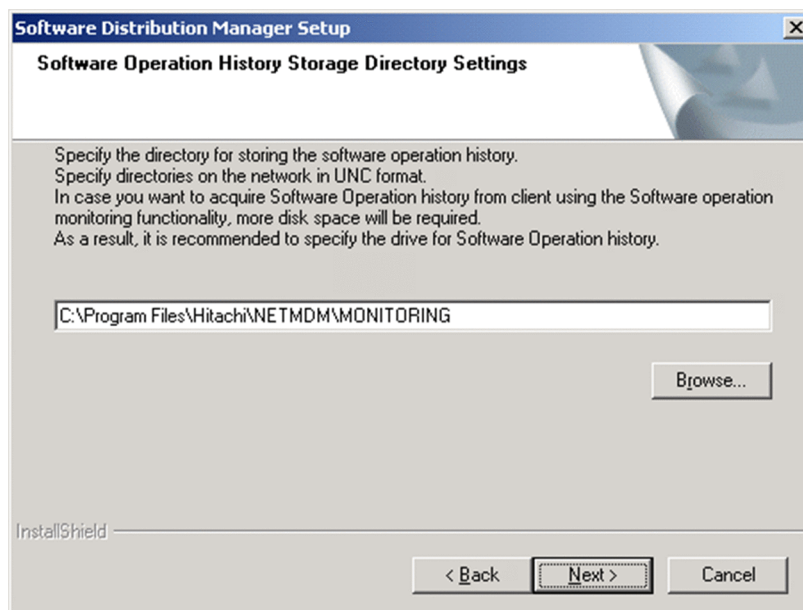 Software Distribution Manager Setup
Software Operation History Storage Directory Settings
Specify the directory for storing the software operation history.
Specify directories on the network in UNC format.
In case you want to acquire Software Operation history from client using the Software operation
monitoring functionality, more disk space will be required.
As a result, it is recommended to specify the drive for Software Operation history.
C:\Program Files\Hitachi\NETMDM\MONITORING
Browse...
InstallShield
< Back
Next >
Cancel